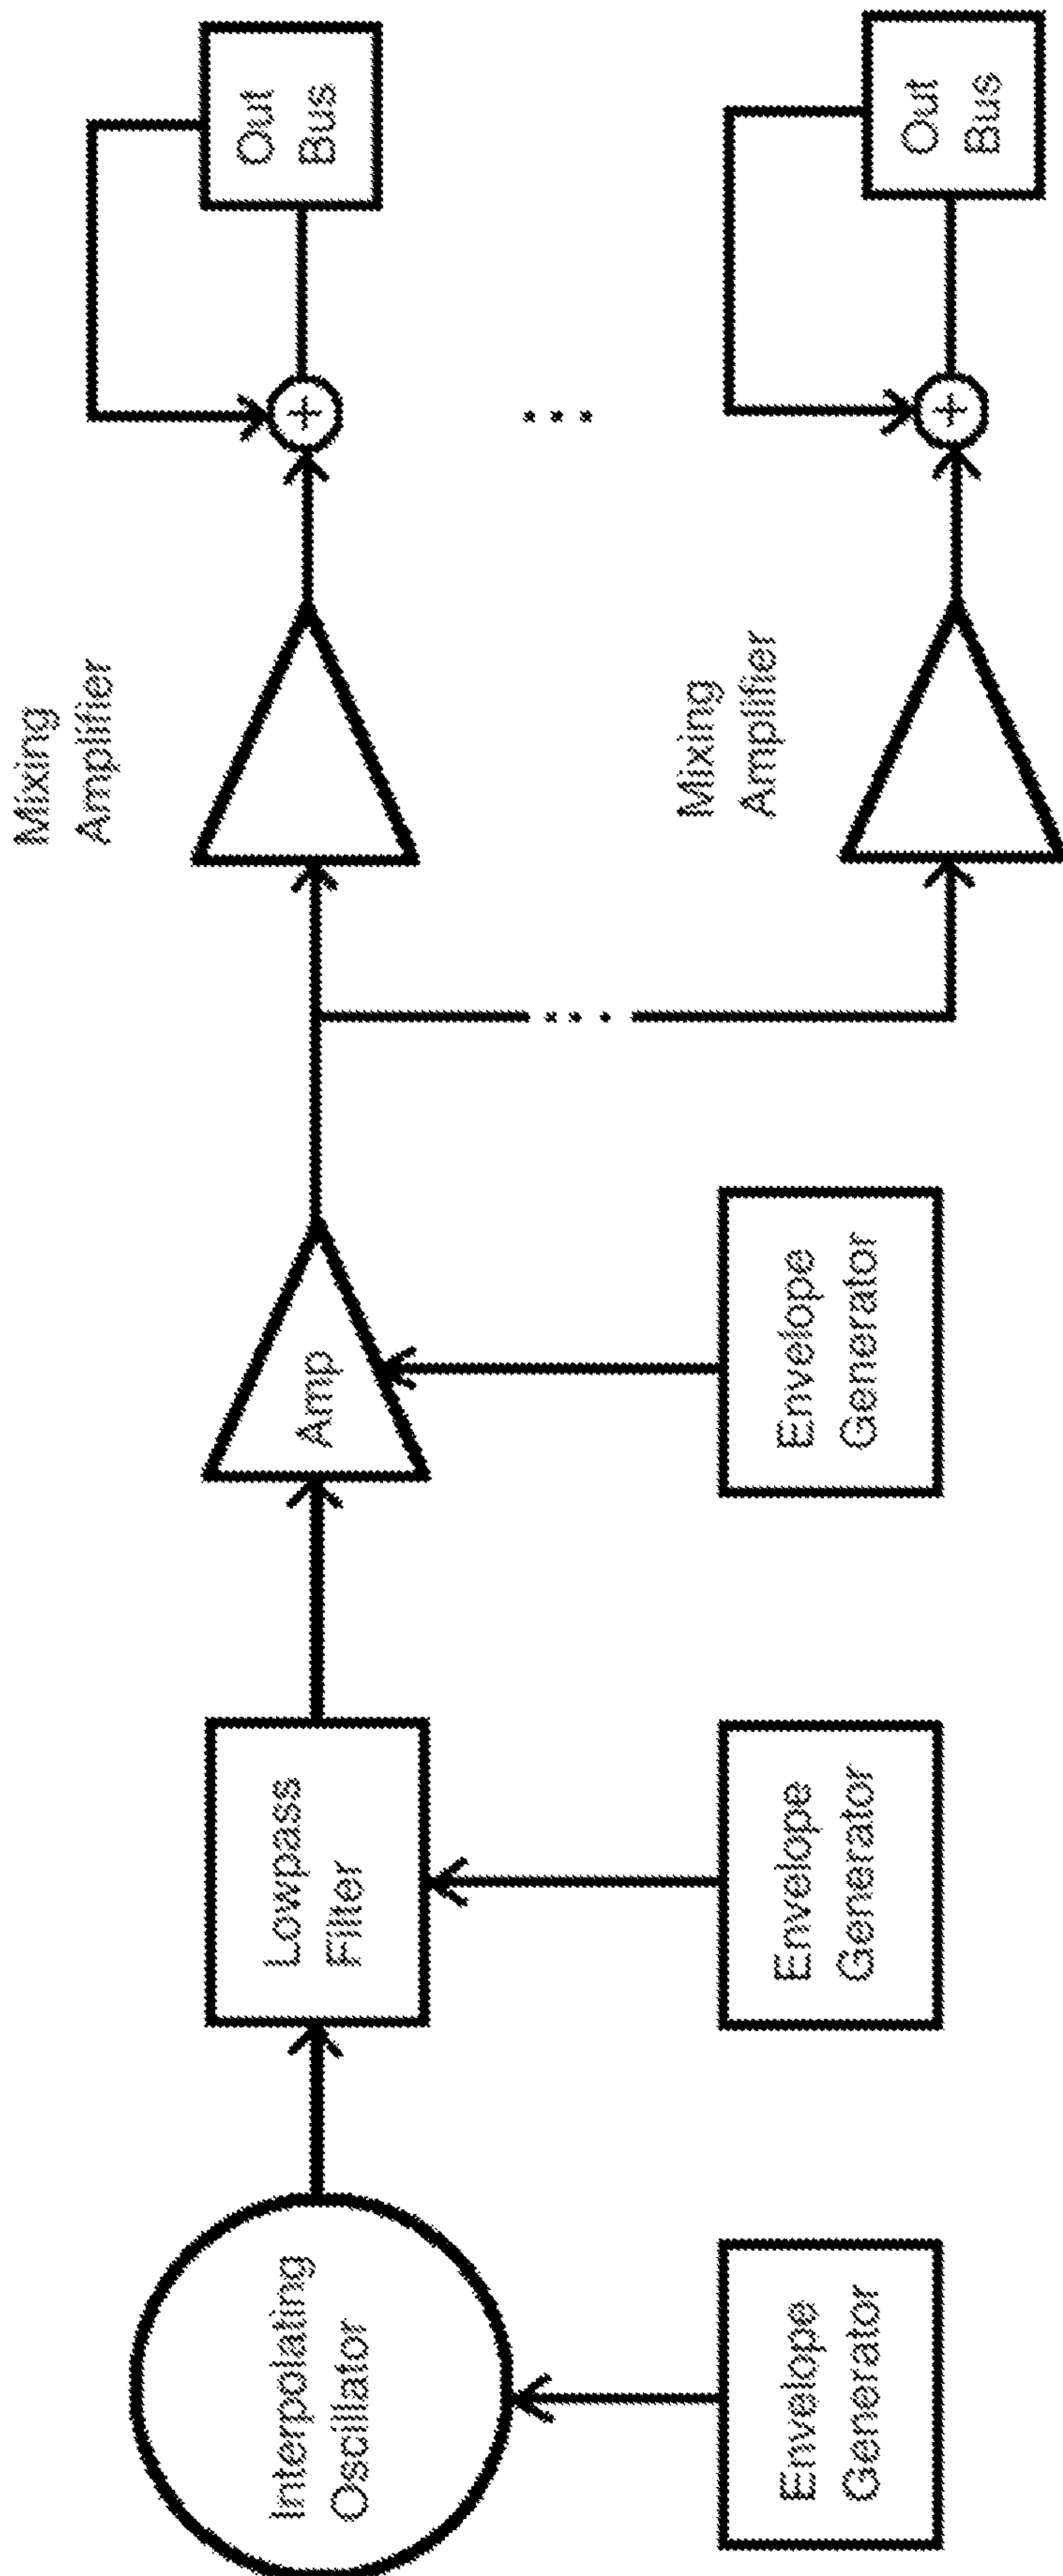 Interpolating
Oscillator
Lowpass
Filter
Amp
Mixing
Amplifier
+
Out
Bus
...
...
Envelope
Generator
Envelope
Generator
Envelope
Generator
Mixing
Amplifier
+
Out
Bus